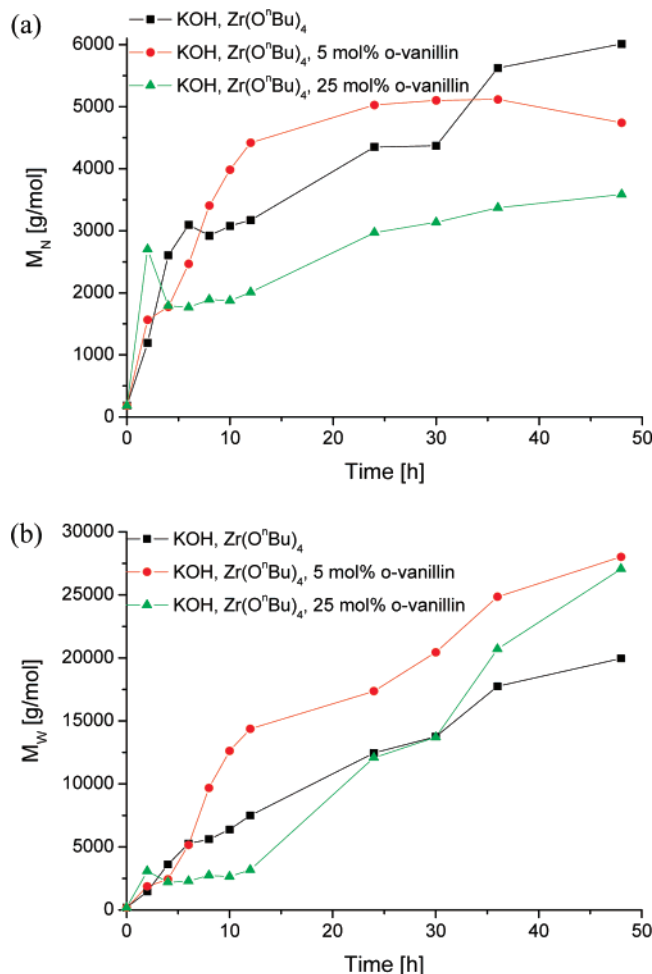 (a)
KOH, Zr(OⁿBu)₄
KOH, Zr(OⁿBu)₄, 5 mol% o-vanillin
KOH, Zr(OⁿBu)₄, 25 mol% o-vanillin
6000
5000
4000
3000
2000
1000
0
M_N [g/mol]
0 10 20 30 40 50
Time [h]
(b)
KOH, Zr(OⁿBu)₄
KOH, Zr(OⁿBu)₄, 5 mol% o-vanillin
KOH, Zr(OⁿBu)₄, 25 mol% o-vanillin
30000
25000
20000
15000
10000
5000
0
M_W [g/mol]
0 10 20 30 40 50
Time [h]